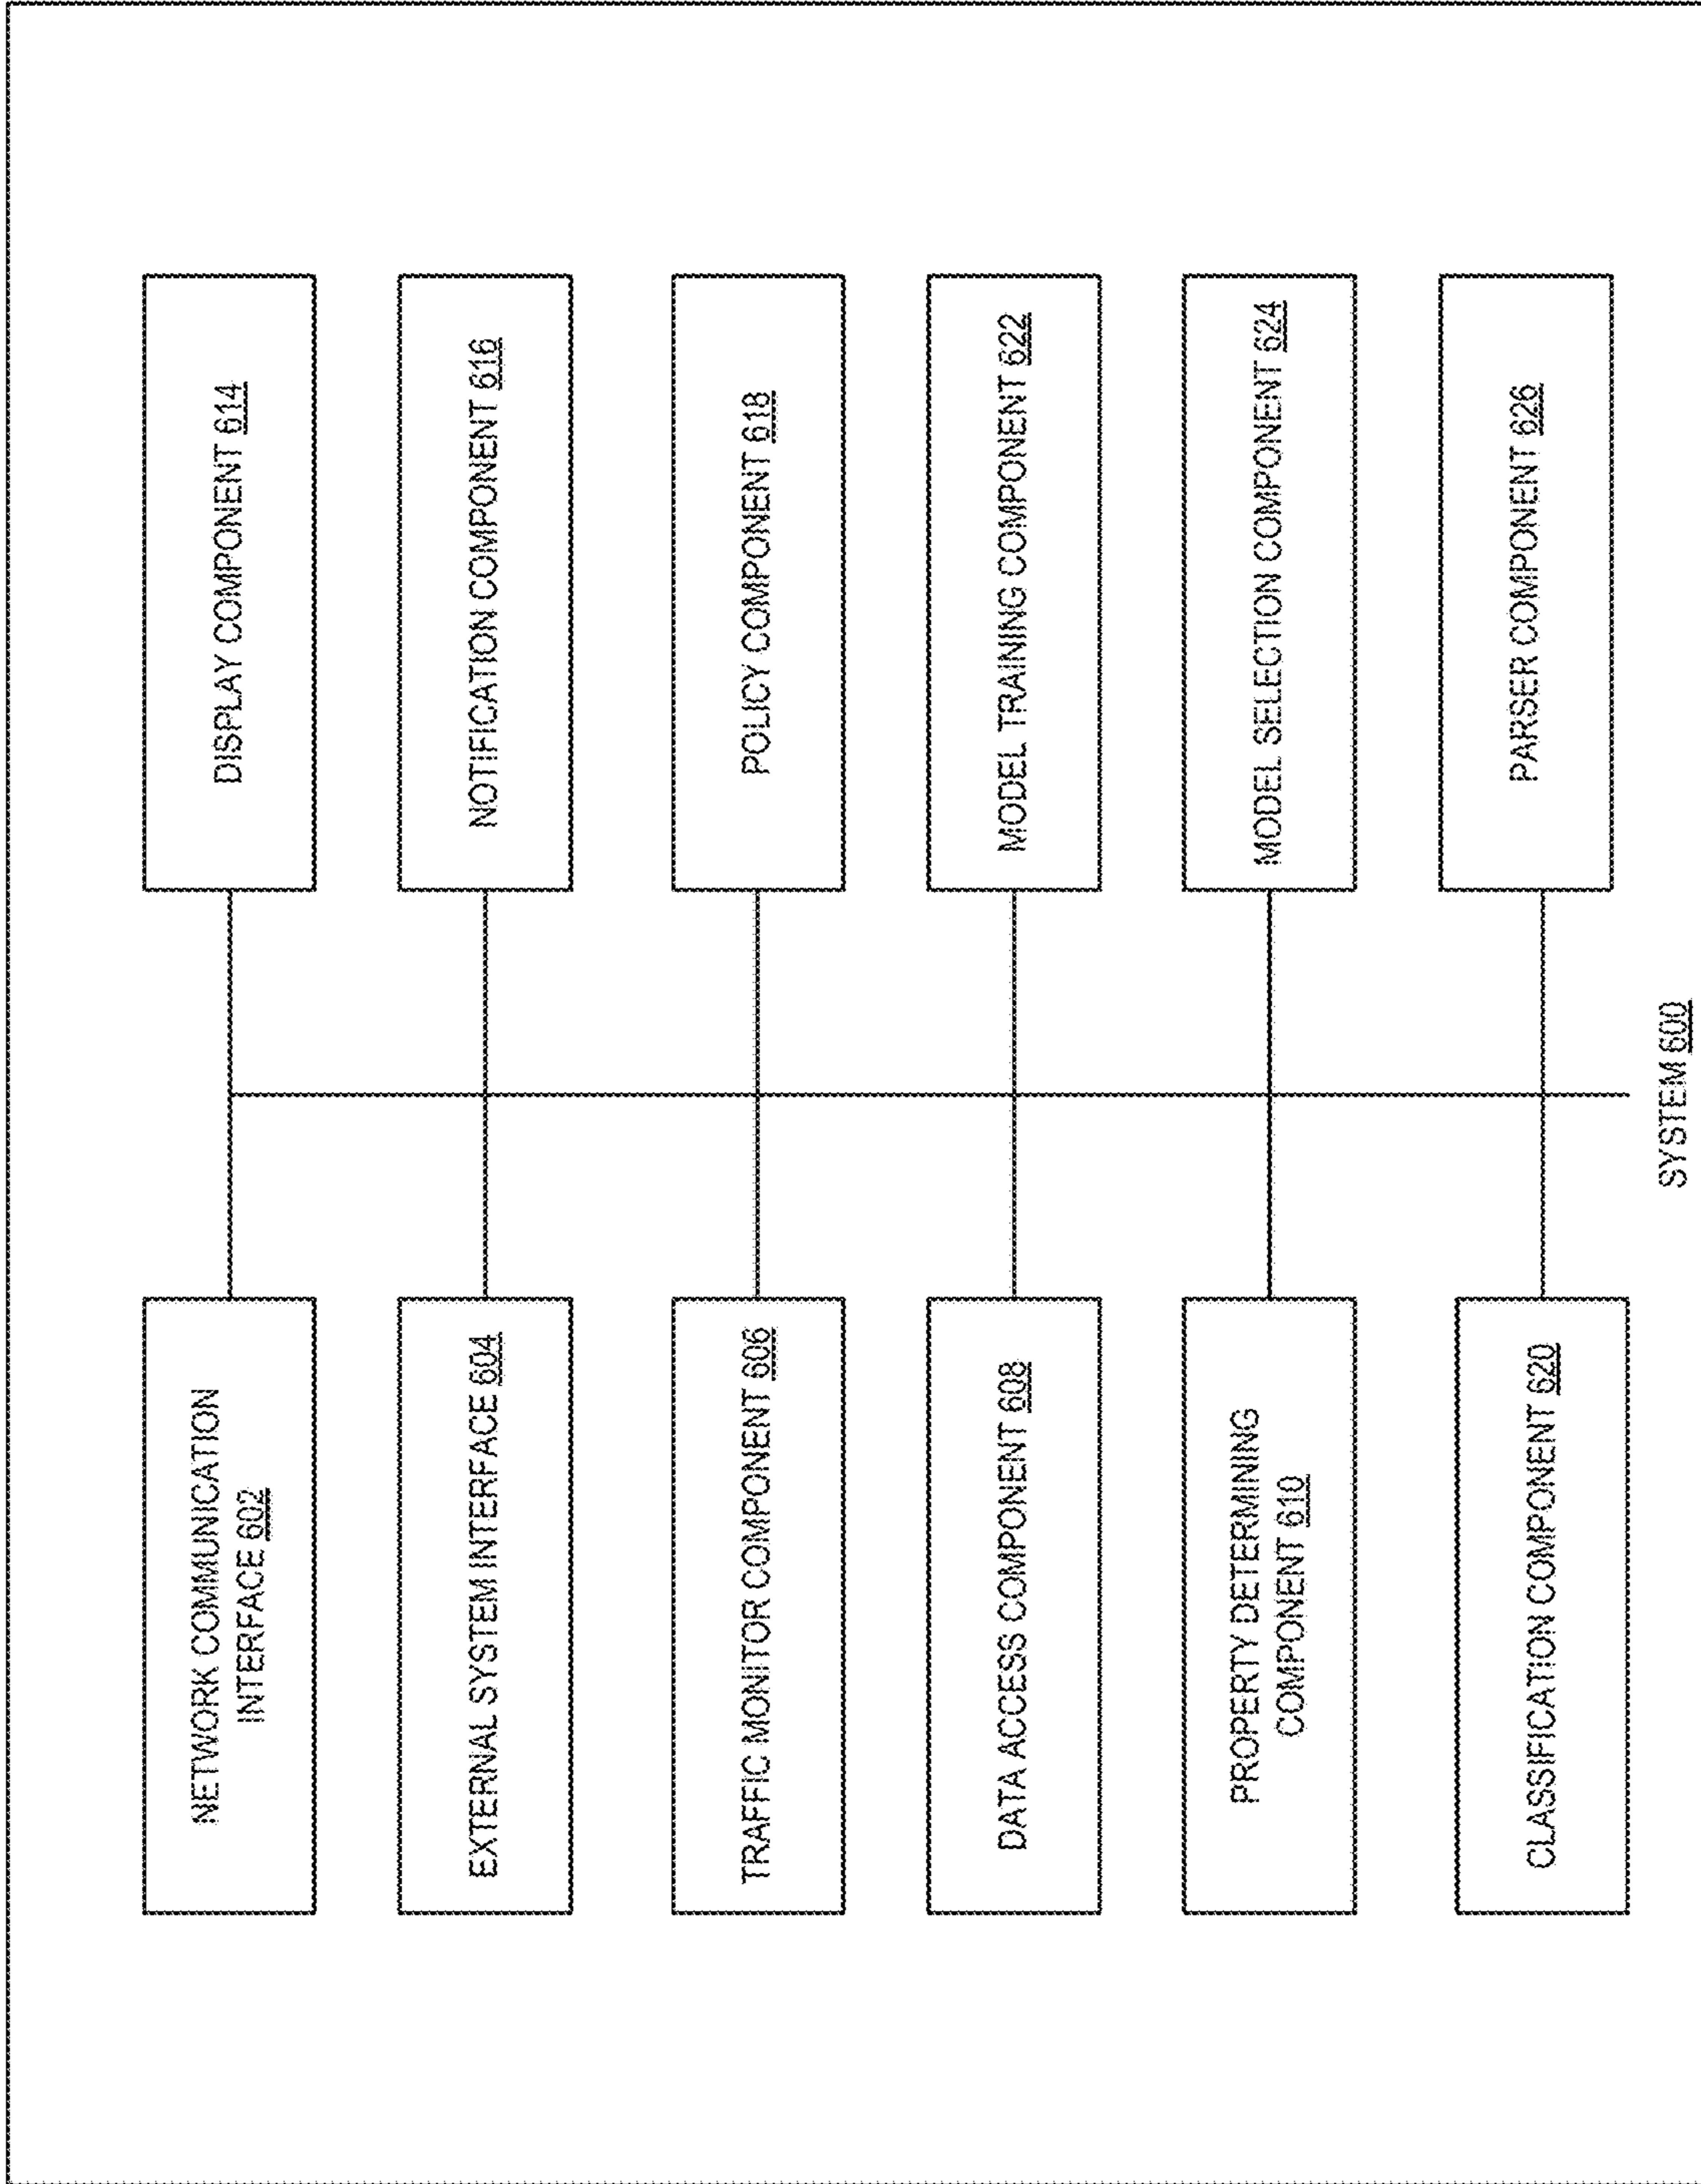 NETWORK COMMUNICATION
INTERFACE 602
EXTERNAL SYSTEM INTERFACE 604
TRAFFIC MONITOR COMPONENT 606
DATA ACCESS COMPONENT 608
PROPERTY DETERMINING
COMPONENT 610
CLASSIFICATION COMPONENT 620
DISPLAY COMPONENT 614
NOTIFICATION COMPONENT 616
POLICY COMPONENT 618
MODEL TRAINING COMPONENT 622
MODEL SELECTION COMPONENT 624
PARSER COMPONENT 626
SYSTEM 600